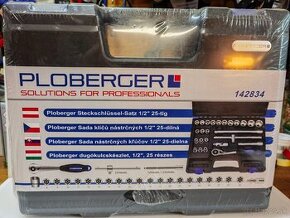 PLOBERGER
SOLUTIONS FOR PROFESSIONALS
142834
Ploberger Steckschlüssel-Satz 1/2" 25-tlg
Ploberger Sada klíčů nástrčných 1/2" 25-dílná
Ploberger Sada kľúčov nástrčných 1/2" 25-dielna
Ploberger dugókulcskészlet, 1/2", 25 részes